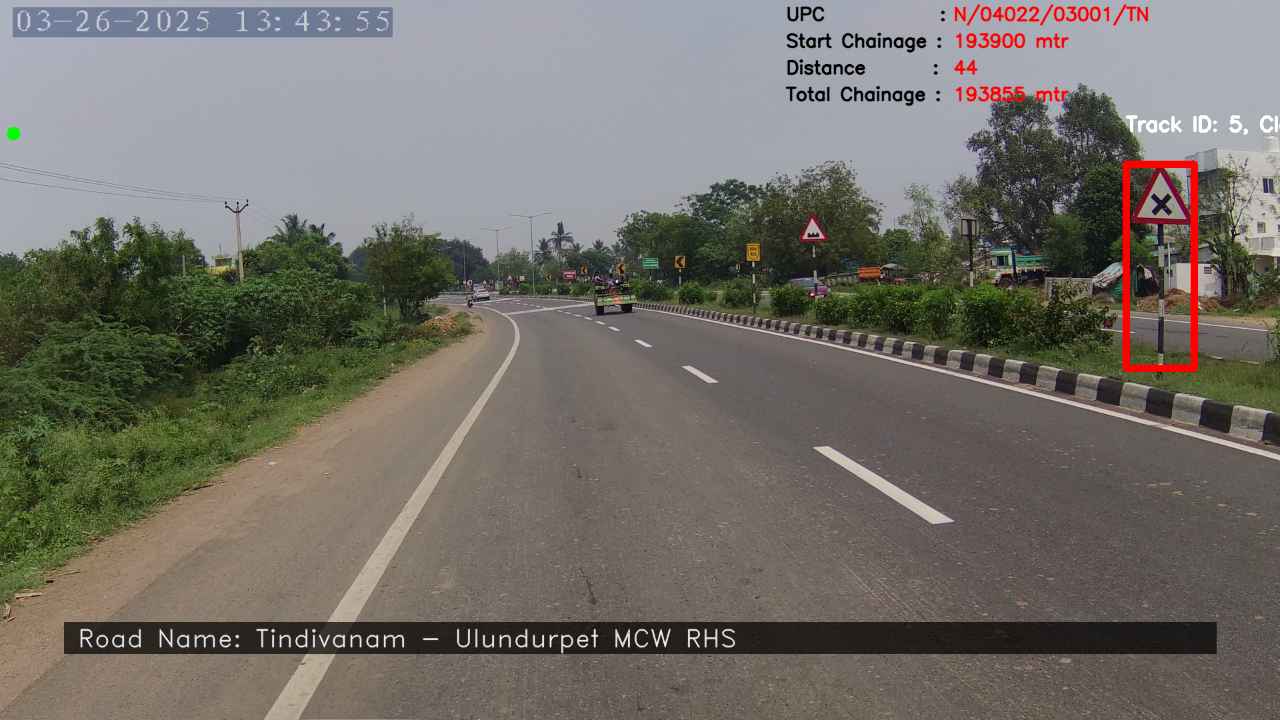 03-26-2025 13:43:55
UPC : N/04022/03001/TN
Start Chainage : 193900 mtr
Distance : 44
Total Chainage : 193855 mtr
Track ID: 5, Cl
Road Name: Tindivanam - Ulundurpet MCW RHS